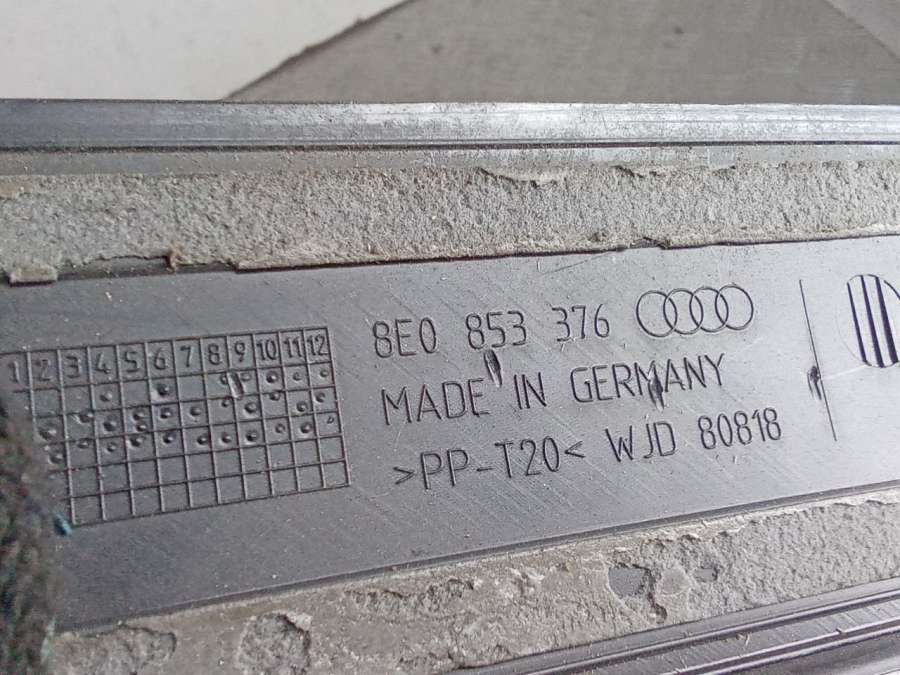 8E0 853 376
MADE IN GERMANY
>PP-T20< WJD 80818
1 2 3 4 5 6 7 8 9 10 11 12